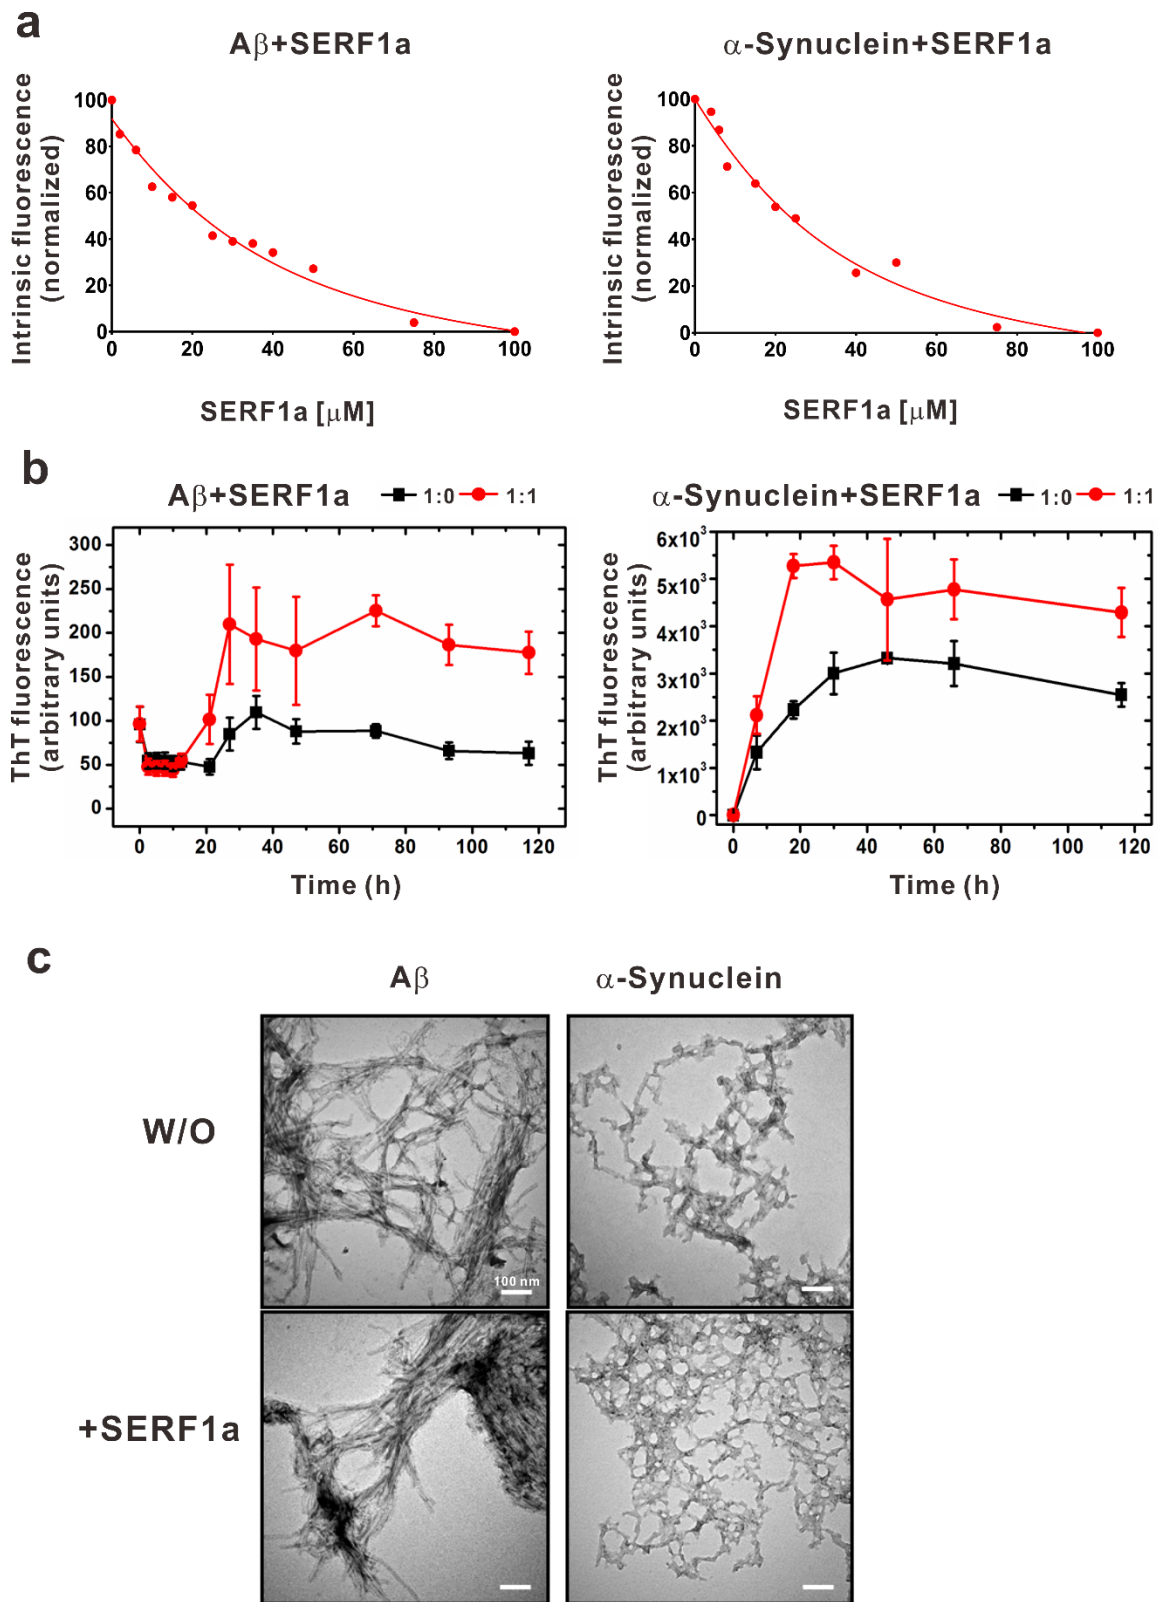 a
Aβ+SERF1a
α-Synuclein+SERF1a
Intrinsic fluorescence
(normalized)
100
80
60
40
20
0
0 20 40 60 80 100
SERF1a [μM]
Intrinsic fluorescence
(normalized)
100
80
60
40
20
0
0 20 40 60 80 100
SERF1a [μM]
b
Aβ+SERF1a 1:0 1:1
α-Synuclein+SERF1a 1:0 1:1
ThT fluorescence
(arbitrary units)
300
250
200
150
100
50
0
0 20 40 60 80 100 120
Time (h)
ThT fluorescence
(arbitrary units)
6x10³
5x10³
4x10³
3x10³
2x10³
1x10³
0
0 20 40 60 80 100 120
Time (h)
c
Aβ
α-Synuclein
W/O
100 nm
+SERF1a